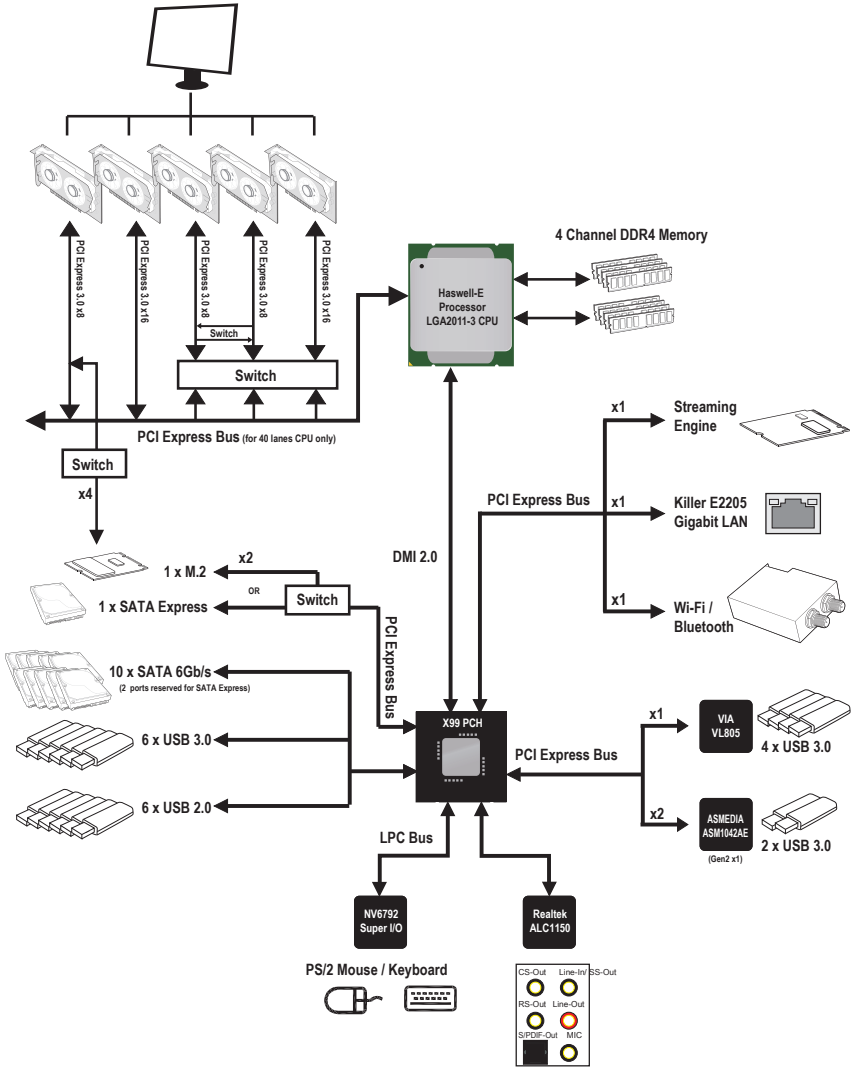 PCI Express 3.0 x8
PCI Express 3.0 x16
PCI Express 3.0 x8
PCI Express 3.0 x8
PCI Express 3.0 x16
Switch
Switch
PCI Express Bus (for 40 lanes CPU only)
Switch
x4
4 Channel DDR4 Memory
Haswell-E
Processor
LGA2011-3 CPU
x1
Streaming
Engine
PCI Express Bus
x1
Killer E2205
Gigabit LAN
x1
Wi-Fi /
Bluetooth
DMI 2.0
1 x M.2
x2
OR
Switch
1 x SATA Express
PCI Express Bus
10 x SATA 6Gb/s
(2 ports reserved for SATA Express)
6 x USB 3.0
6 x USB 2.0
X99 PCH
PCI Express Bus
x1
VIA
VL805
4 x USB 3.0
x2
ASMEDIA
ASM1042AE
(Gen2 x1)
2 x USB 3.0
LPC Bus
NV6792
Super I/O
Realtek
ALC1150
PS/2 Mouse / Keyboard
CS-Out
Line-In/ SS-Out
RS-Out
Line-Out
S/PDIF-Out
MIC